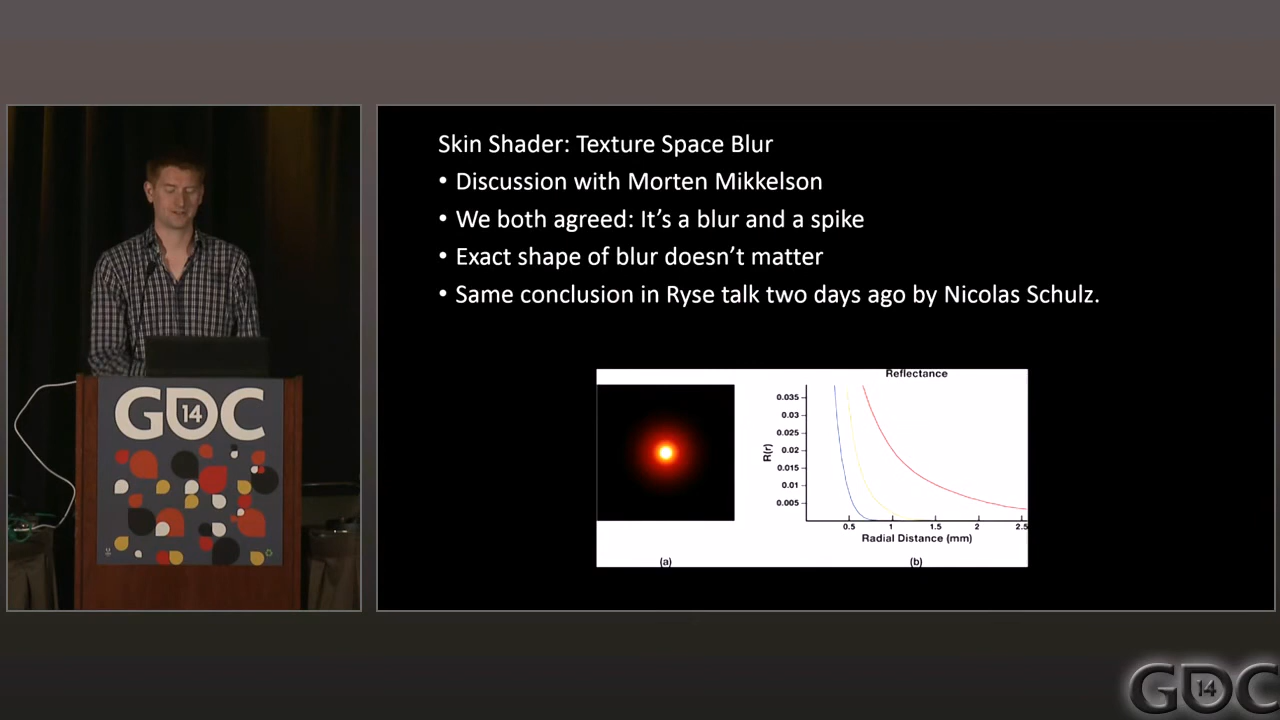 Skin Shader: Texture Space Blur
• Discussion with Morten Mikkelson
• We both agreed: It's a blur and a spike
• Exact shape of blur doesn't matter
• Same conclusion in Ryse talk two days ago by Nicolas Schulz.
Reflectance
0.035
0.03
0.025
0.02
0.015
0.01
0.005
R(r)
0.5
1
1.5
2
2.5
Radial Distance (mm)
(a)
(b)
GDC
14
GDC
14